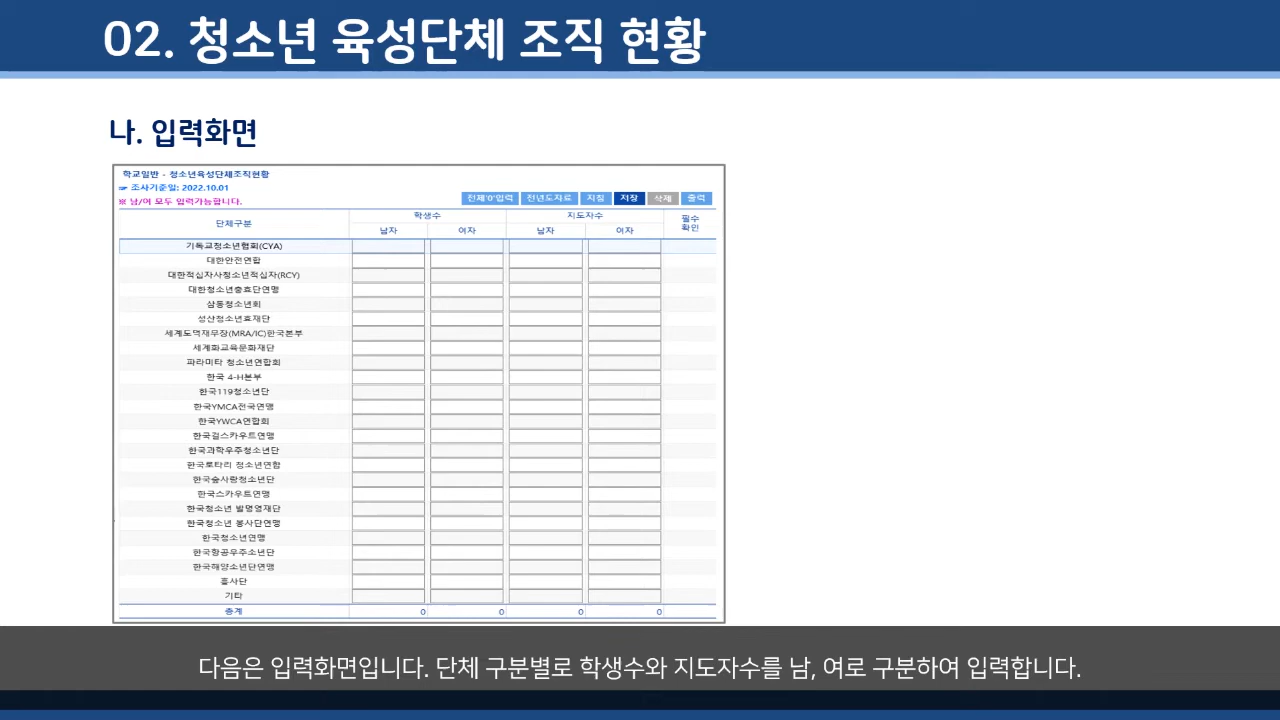 02. 청소년 육성단체 조직 현황
나. 입력화면
학교일반 - 청소년육성단체조직현황
☞ 조사기준일: 2022.10.01
※ 남/여 모두 입력가능합니다.
전체'0'입력 전년도자료 지침 저장 삭제 출력
단체구분 학생수 지도자수 필수확인
남자 여자 남자 여자
기독교청소년협회(CYA)
대한안전연합
대한적십자사청소년적십자(RCY)
대한청소년충효단연맹
삼동청소년회
성산청소년효재단
세계도덕재무장(MRA/IC)한국본부
세계화교육문화재단
파라미타 청소년연합회
한국 4-H본부
한국119청소년단
한국YMCA전국연맹
한국YWCA연합회
한국걸스카우트연맹
한국과학우주청소년단
한국로타리 청소년연합
한국숲사랑청소년단
한국스카우트연맹
한국청소년 발명영재단
한국청소년 봉사단연맹
한국청소년연맹
한국항공우주소년단
한국해양소년단연맹
흥사단
기타
총계 0 0 0 0
다음은 입력화면입니다. 단체 구분별로 학생수와 지도자수를 남, 여로 구분하여 입력합니다.